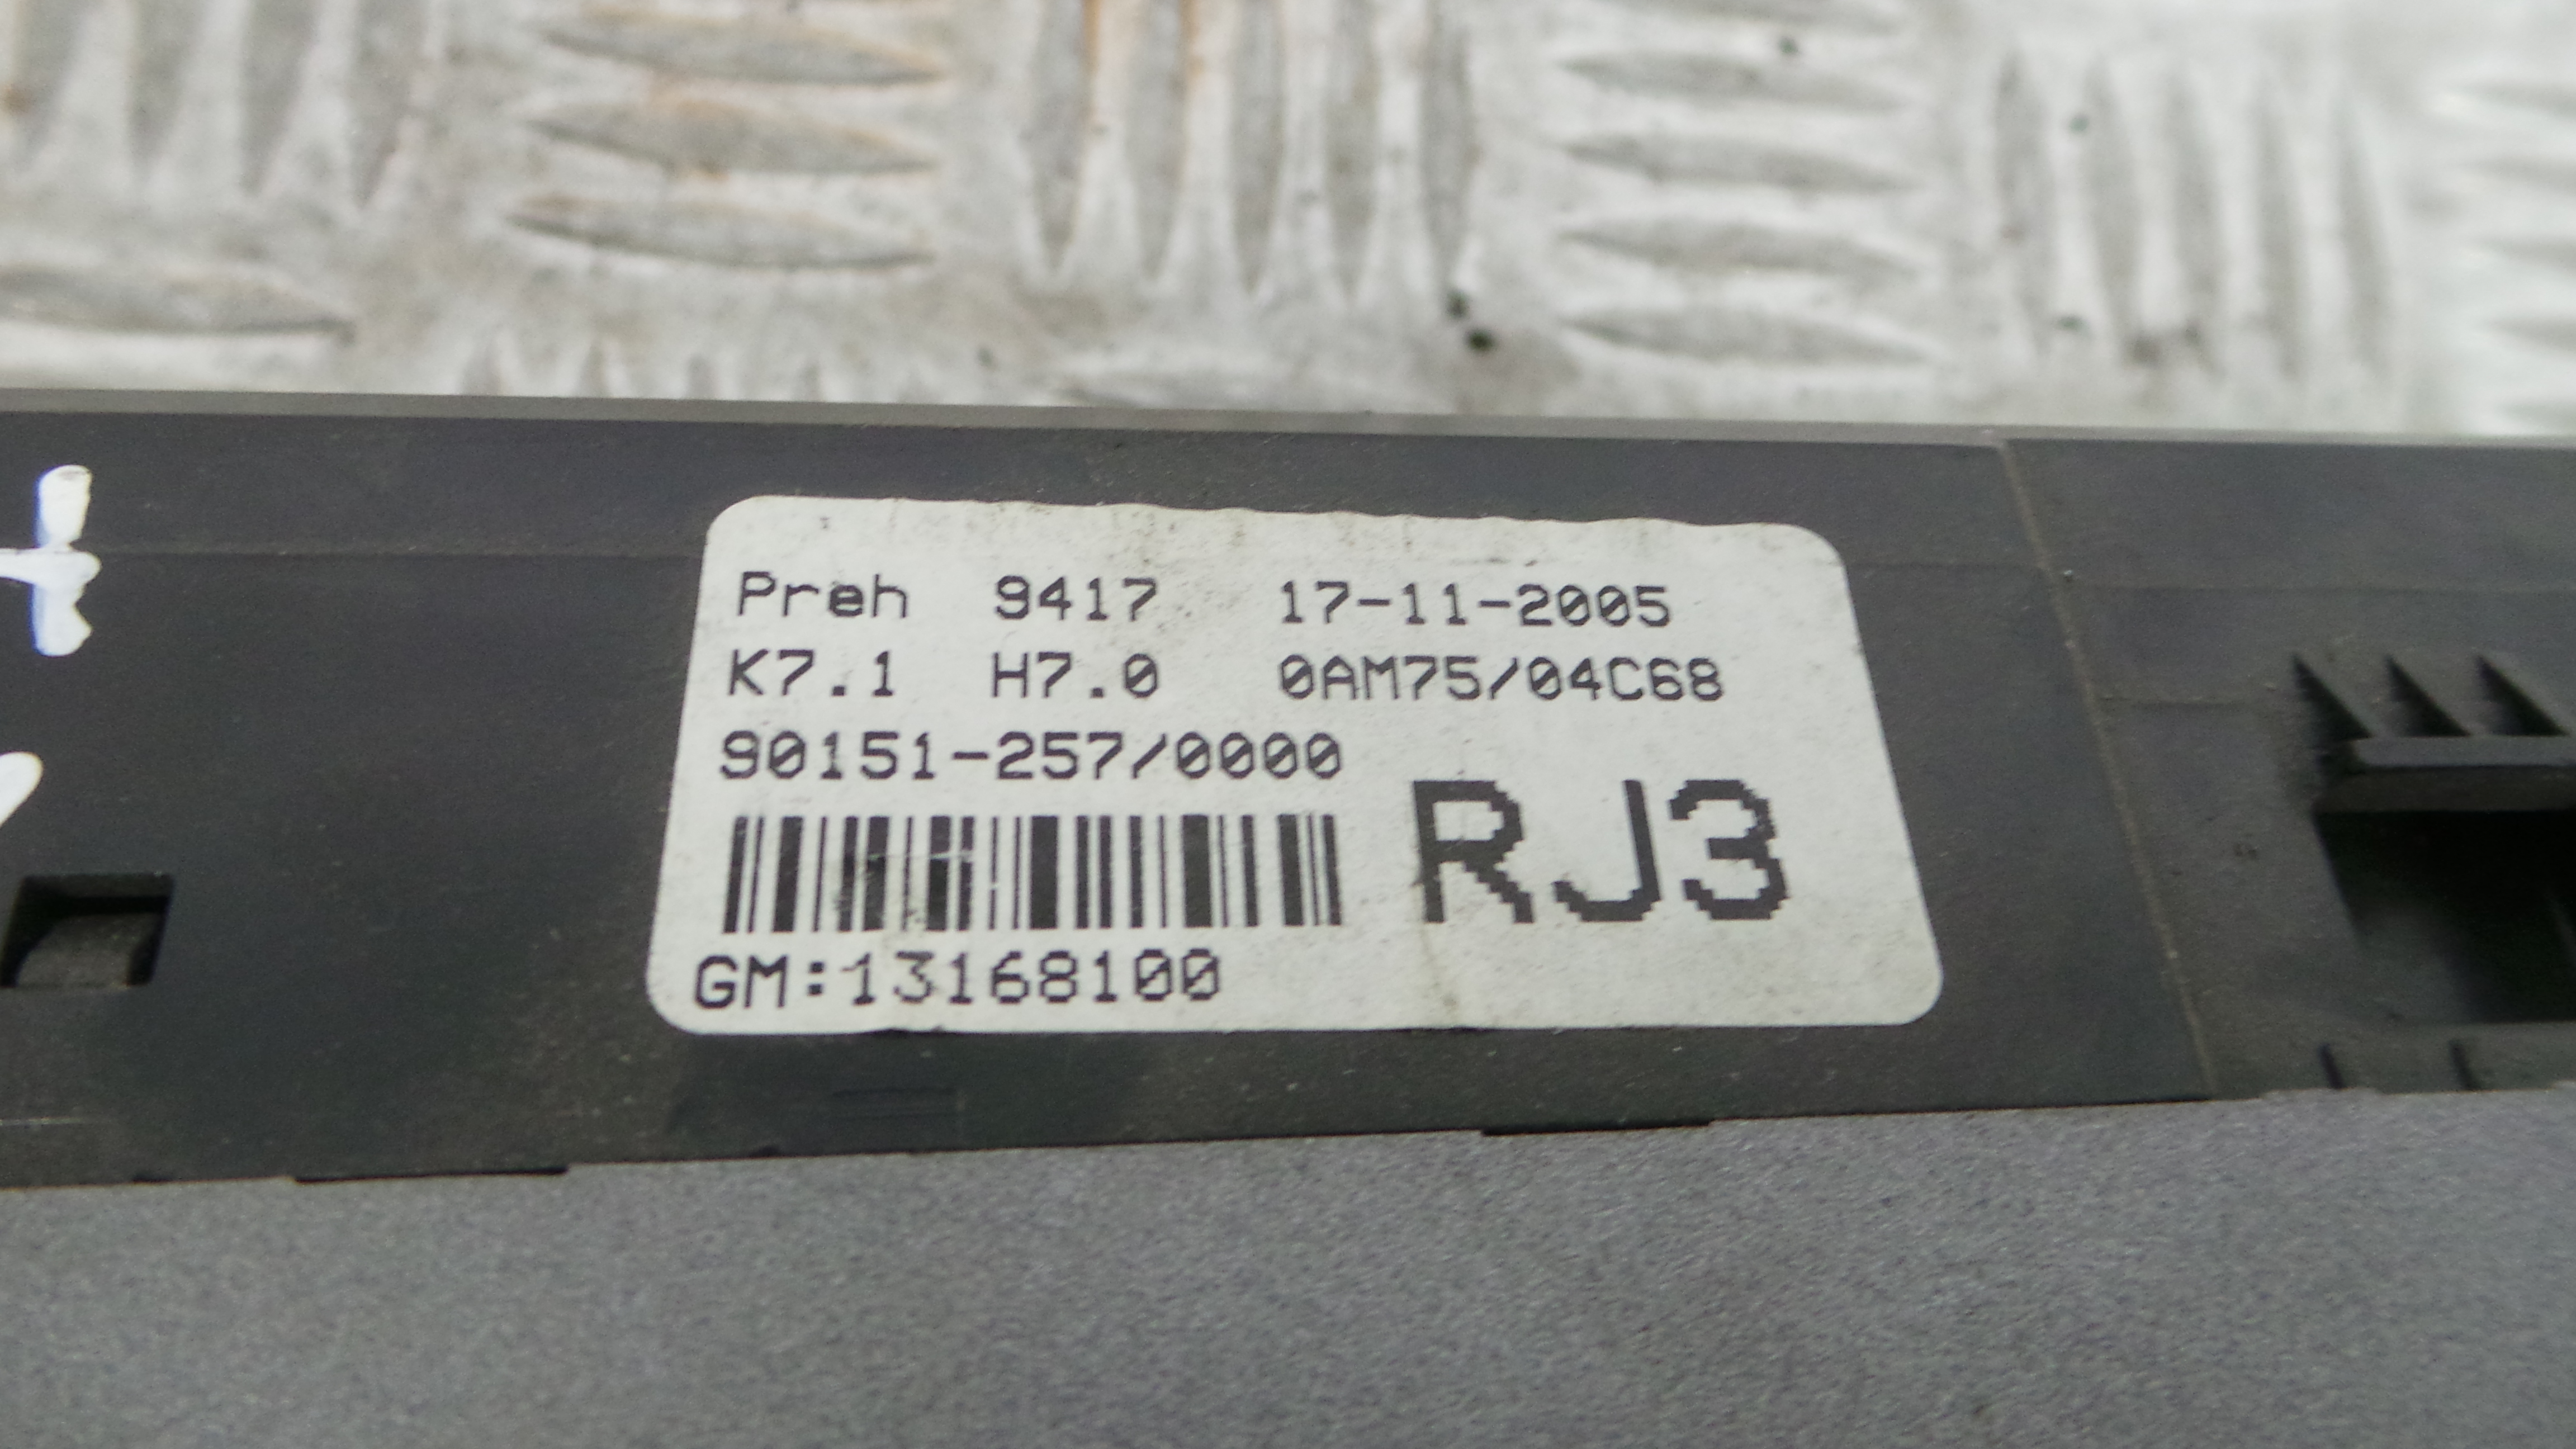 Preh 9417 17-11-2005
K7.1 H7.0 0AM75/04C68
90151-257/0000
RJ3
GM:13168100